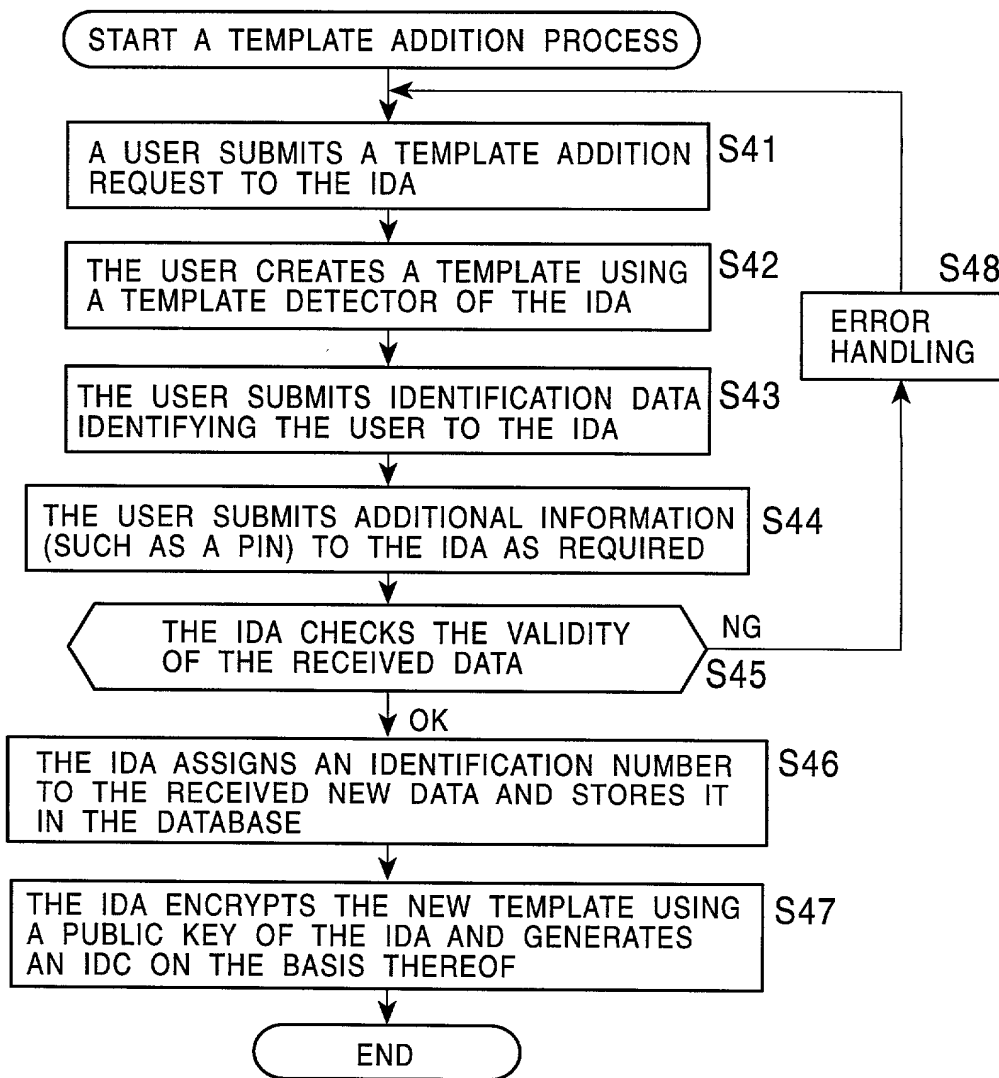 START A TEMPLATE ADDITION PROCESS
A USER SUBMITS A TEMPLATE ADDITION
REQUEST TO THE IDA
S41
THE USER CREATES A TEMPLATE USING
A TEMPLATE DETECTOR OF THE IDA
S42
S48
ERROR
HANDLING
THE USER SUBMITS IDENTIFICATION DATA
IDENTIFYING THE USER TO THE IDA
S43
THE USER SUBMITS ADDITIONAL INFORMATION
(SUCH AS A PIN) TO THE IDA AS REQUIRED
S44
THE IDA CHECKS THE VALIDITY
OF THE RECEIVED DATA
NG
S45
OK
THE IDA ASSIGNS AN IDENTIFICATION NUMBER
TO THE RECEIVED NEW DATA AND STORES IT
IN THE DATABASE
S46
THE IDA ENCRYPTS THE NEW TEMPLATE USING
A PUBLIC KEY OF THE IDA AND GENERATES
AN IDC ON THE BASIS THEREOF
S47
END